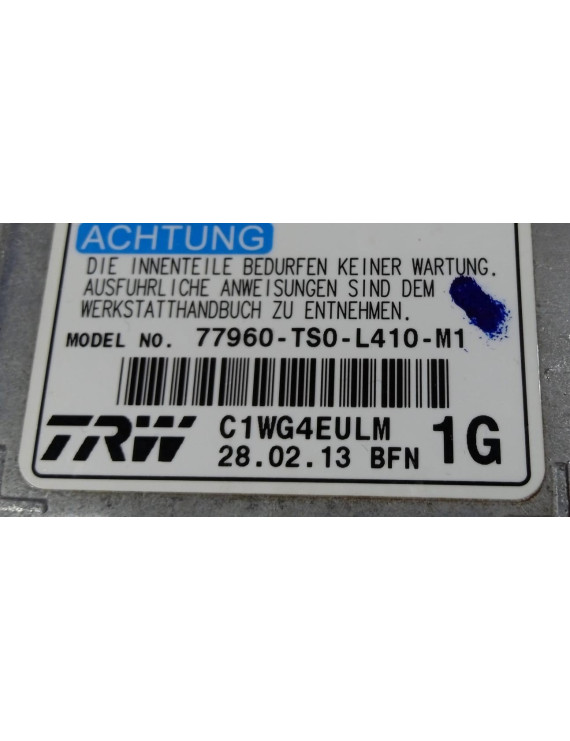 ACHTUNG
DIE INNENTEILE BEDURFEN KEINER WARTUNG.
AUSFUHRLICHE ANWEISUNGEN SIND DEM
WERKSTATTHANDBUCH ZU ENTNEHMEN.
MODEL NO. 77960-TS0-L410-M1
TRW C1WG4EULM 1G
28.02.13 BFN